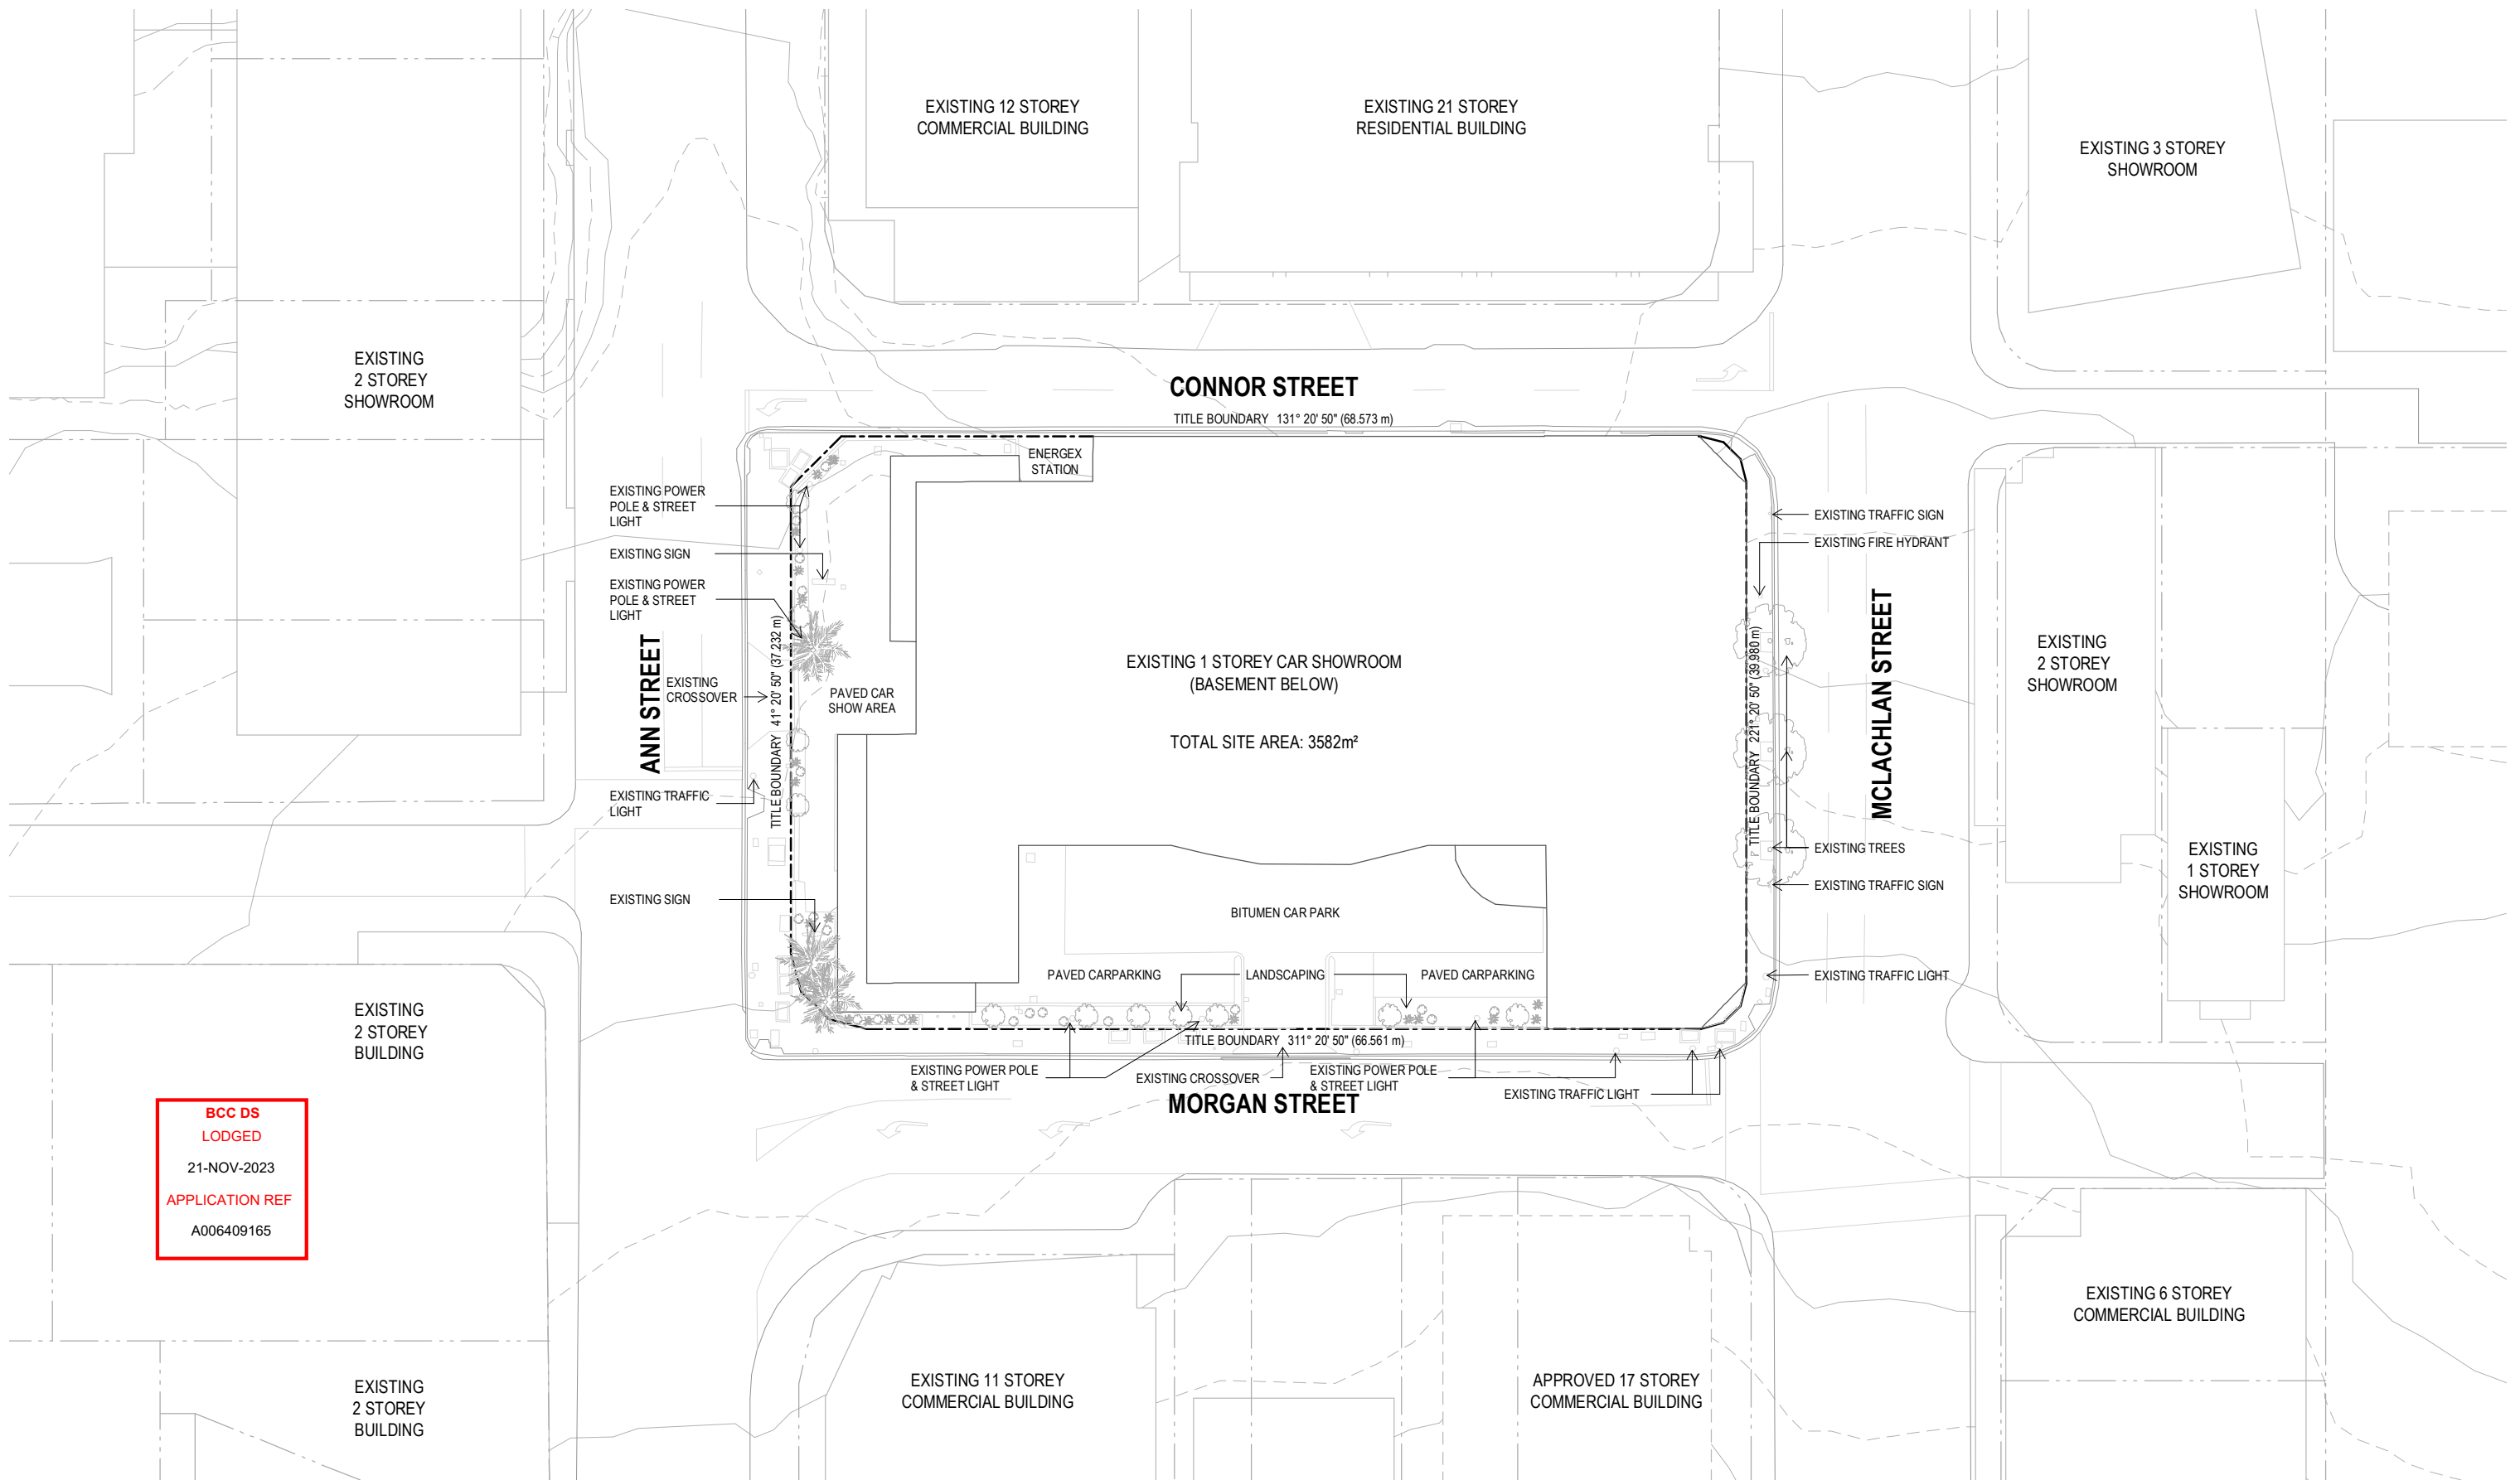 EXISTING 12 STOREY
COMMERCIAL BUILDING
EXISTING 21 STOREY
RESIDENTIAL BUILDING
EXISTING 3 STOREY
SHOWROOM
EXISTING
2 STOREY
SHOWROOM
CONNOR STREET
TITLE BOUNDARY 131° 20' 50" (68.573 m)
ENERGEX
STATION
EXISTING POWER
POLE & STREET
LIGHT
EXISTING SIGN
EXISTING POWER
POLE & STREET
LIGHT
ANN STREET
EXISTING
CROSSOVER
TITLE BOUNDARY 41° 20' 50" (37.232 m)
PAVED CAR
SHOW AREA
EXISTING TRAFFIC
LIGHT
EXISTING SIGN
EXISTING 1 STOREY CAR SHOWROOM
(BASEMENT BELOW)
TOTAL SITE AREA: 3582m²
BITUMEN CAR PARK
PAVED CARPARKING
LANDSCAPING
PAVED CARPARKING
TITLE BOUNDARY 221° 20' 50" (39.980 m)
EXISTING TRAFFIC SIGN
EXISTING FIRE HYDRANT
MCLACHLAN STREET
EXISTING TREES
EXISTING TRAFFIC SIGN
EXISTING TRAFFIC LIGHT
EXISTING
2 STOREY
SHOWROOM
EXISTING
1 STOREY
SHOWROOM
TITLE BOUNDARY 311° 20' 50" (66.561 m)
EXISTING POWER POLE
& STREET LIGHT
EXISTING CROSSOVER
EXISTING POWER POLE
& STREET LIGHT
EXISTING TRAFFIC LIGHT
MORGAN STREET
EXISTING
2 STOREY
BUILDING
BCC DS
LODGED
21-NOV-2023
APPLICATION REF
A006409165
EXISTING
2 STOREY
BUILDING
EXISTING 11 STOREY
COMMERCIAL BUILDING
APPROVED 17 STOREY
COMMERCIAL BUILDING
EXISTING 6 STOREY
COMMERCIAL BUILDING